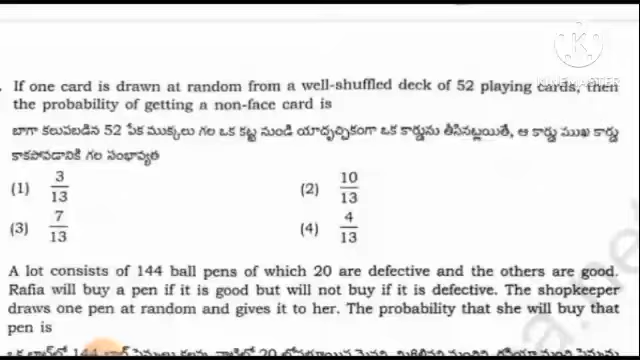 If one card is drawn at random from a well-shuffled deck of 52 playing cards, then
the probability of getting a non-face card is
బాగా కలుపబడిన 52 పేక ముక్కలు గల ఒక కట్ట నుండి యాదృచ్ఛికంగా ఒక కార్డును తీసినట్లయితే, ఆ కార్డు ముఖ కార్డు
కాకపోవడానికి గల సంభావ్యత
(1) 3/13 (2) 10/13
(3) 7/13 (4) 4/13
A lot consists of 144 ball pens of which 20 are defective and the others are good.
Rafia will buy a pen if it is good but will not buy if it is defective. The shopkeeper
draws one pen at random and gives it to her. The probability that she will buy that
pen is
144 20
K
KINEMASTER